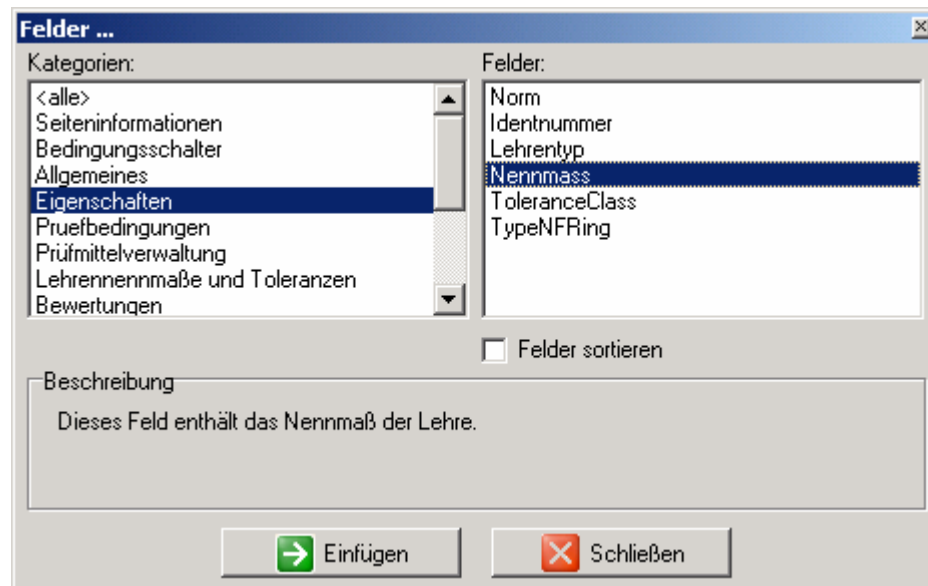 Felder ...
Kategorien:
<alle>
Seiteninformationen
Bedingungsschalter
Allgemeines
Eigenschaften
Pruefbedingungen
Prüfmittelverwaltung
Lehrennennmaße und Toleranzen
Bewertungen
Felder:
Norm
Identnummer
Lehrentyp
Nennmass
ToleranceClass
TypeNFRing
Felder sortieren
Beschreibung
Dieses Feld enthält das Nennmaß der Lehre.
Einfügen
Schließen